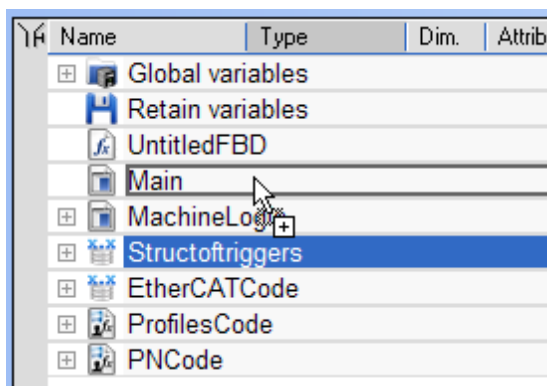 Name Type Dim. Attrib
Global variables
Retain variables
UntitledFBD
Main
MachineLogic
Structoftriggers
EtherCATCode
ProfilesCode
PNCode